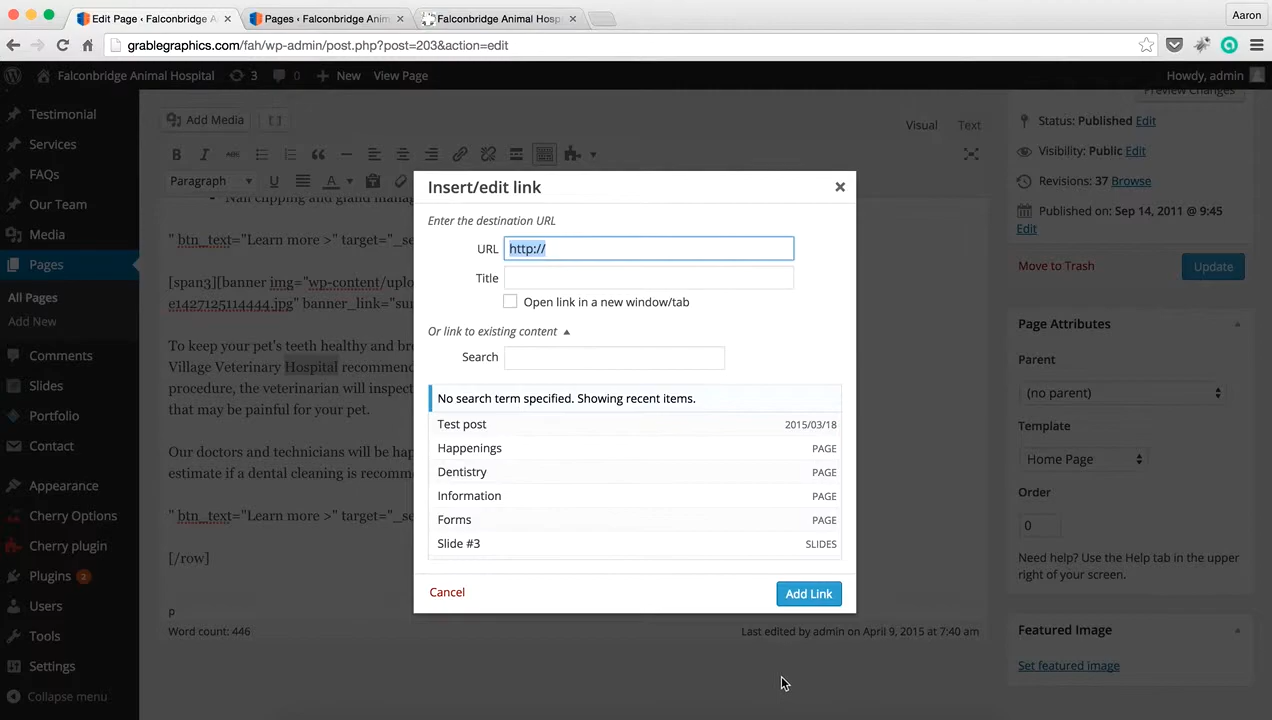 Edit Page ‹ Falconbridge A
Pages ‹ Falconbridge Anim
Falconbridge Animal Hosp
Aaron
grablegraphics.com/fah/wp-admin/post.php?post=203&action=edit
Falconbridge Animal Hospital
3
0
New
View Page
Howdy, admin
Testimonial
Services
FAQs
Our Team
Media
Pages
All Pages
Add New
Comments
Slides
Portfolio
Contact
Appearance
Cherry Options
Cherry plugin
Plugins 2
Users
Tools
Settings
Collapse menu
Add Media
Visual
Text
B I ABC
Paragraph
U
A
Nail clipping and gland manag
" btn_text="Learn more >" target="_se
[span3][banner img="wp-content/uplo
e1427125114444.jpg" banner_link="sur
To keep your pet's teeth healthy and bre
Village Veterinary Hospital recommen
procedure, the veterinarian will inspect
that may be painful for your pet.
Our doctors and technicians will be hap
estimate if a dental cleaning is recomm
" btn_text="Learn more >" target="_se
[/row]
p
Word count: 446
Last edited by admin on April 9, 2015 at 7:40 am
Insert/edit link
Enter the destination URL
URL
http://
Title
Open link in a new window/tab
Or link to existing content
Search
No search term specified. Showing recent items.
Test post 2015/03/18
Happenings PAGE
Dentistry PAGE
Information PAGE
Forms PAGE
Slide #3 SLIDES
Cancel
Add Link
Preview Changes
Status: Published Edit
Visibility: Public Edit
Revisions: 37 Browse
Published on: Sep 14, 2011 @ 9:45
Edit
Move to Trash
Update
Page Attributes
Parent
(no parent)
Template
Home Page
Order
0
Need help? Use the Help tab in the upper
right of your screen.
Featured Image
Set featured image